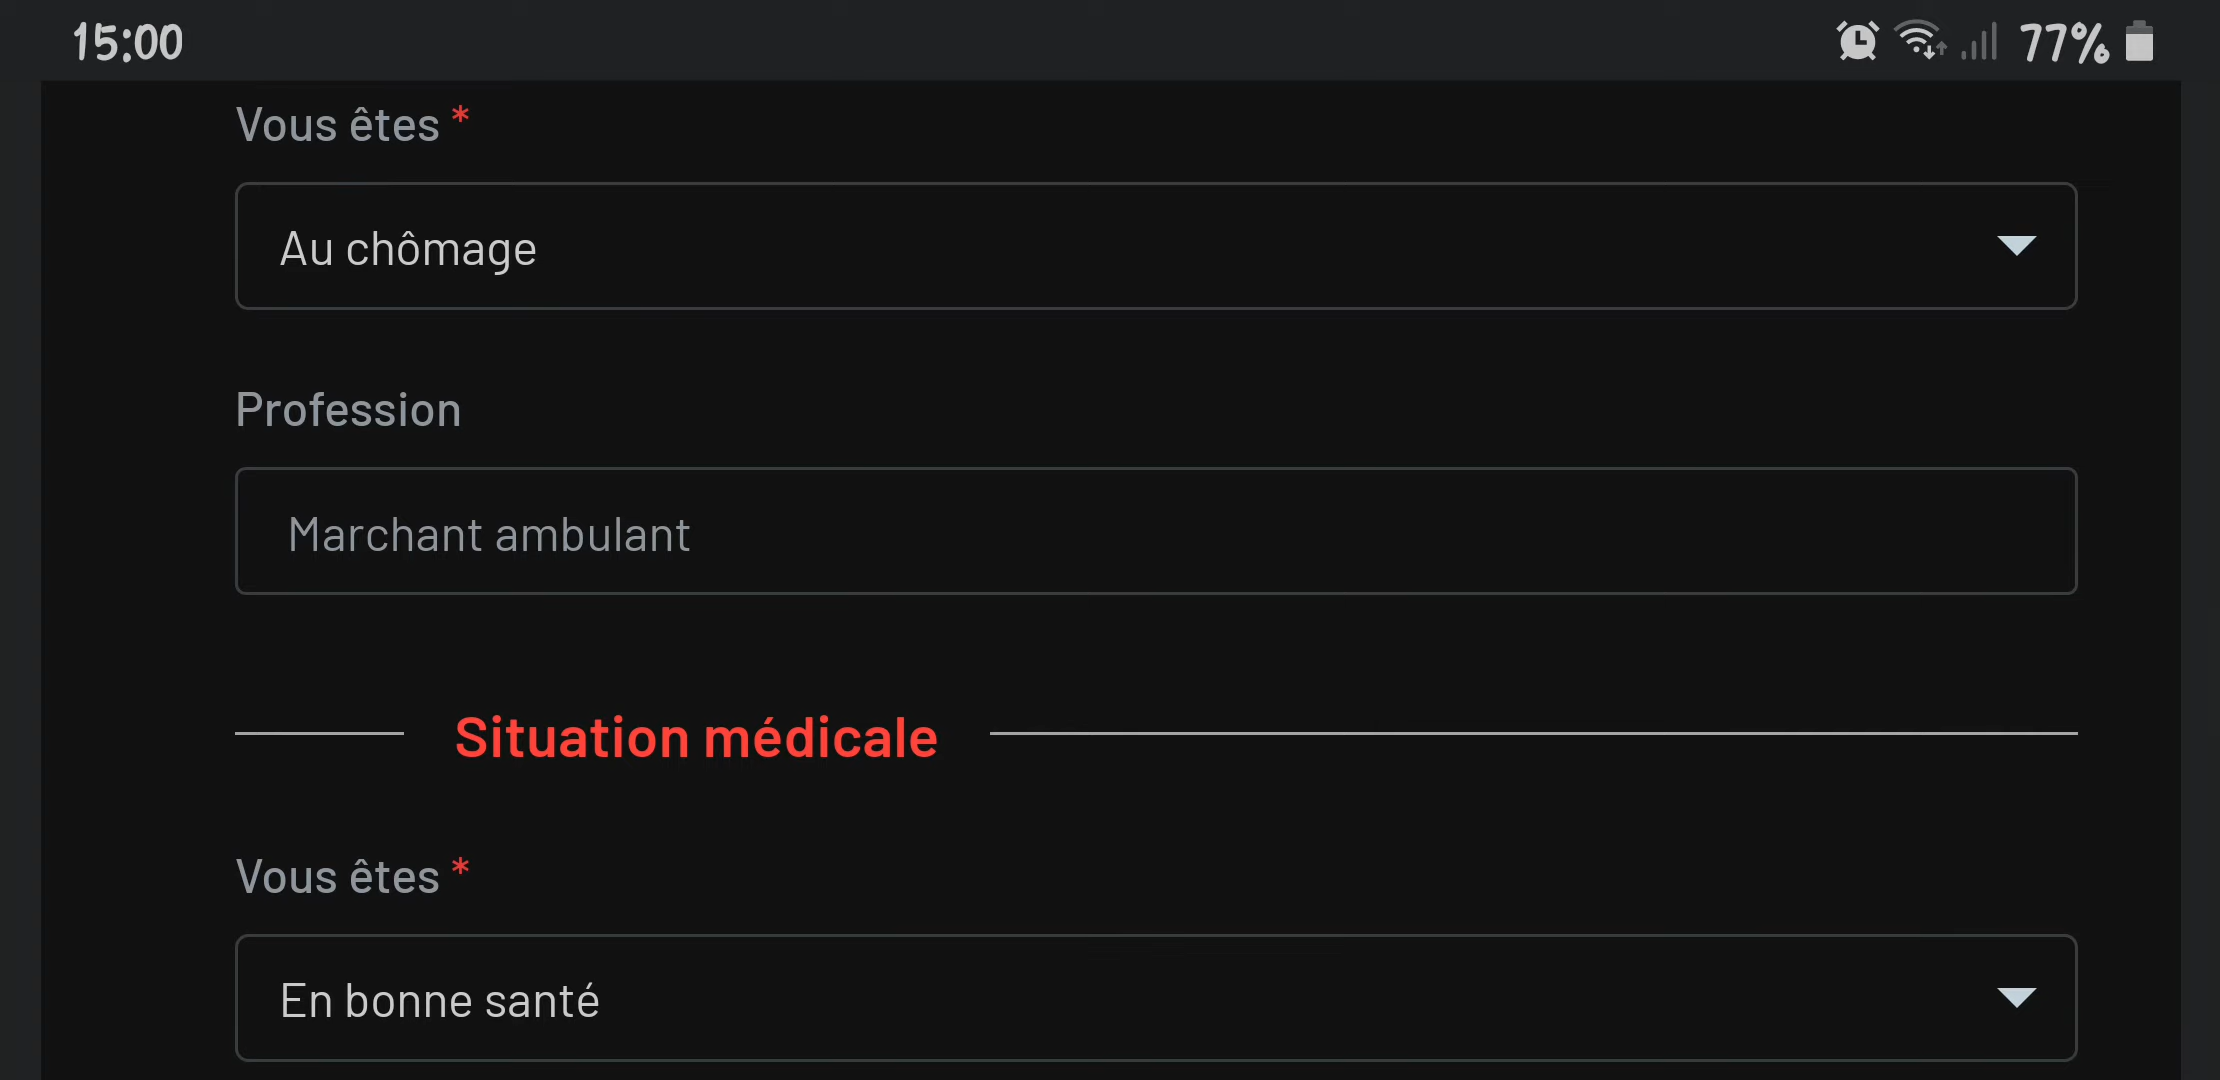 15:00 77%
Vous êtes *
Au chômage
Profession
Marchant ambulant
Situation médicale
Vous êtes *
En bonne santé